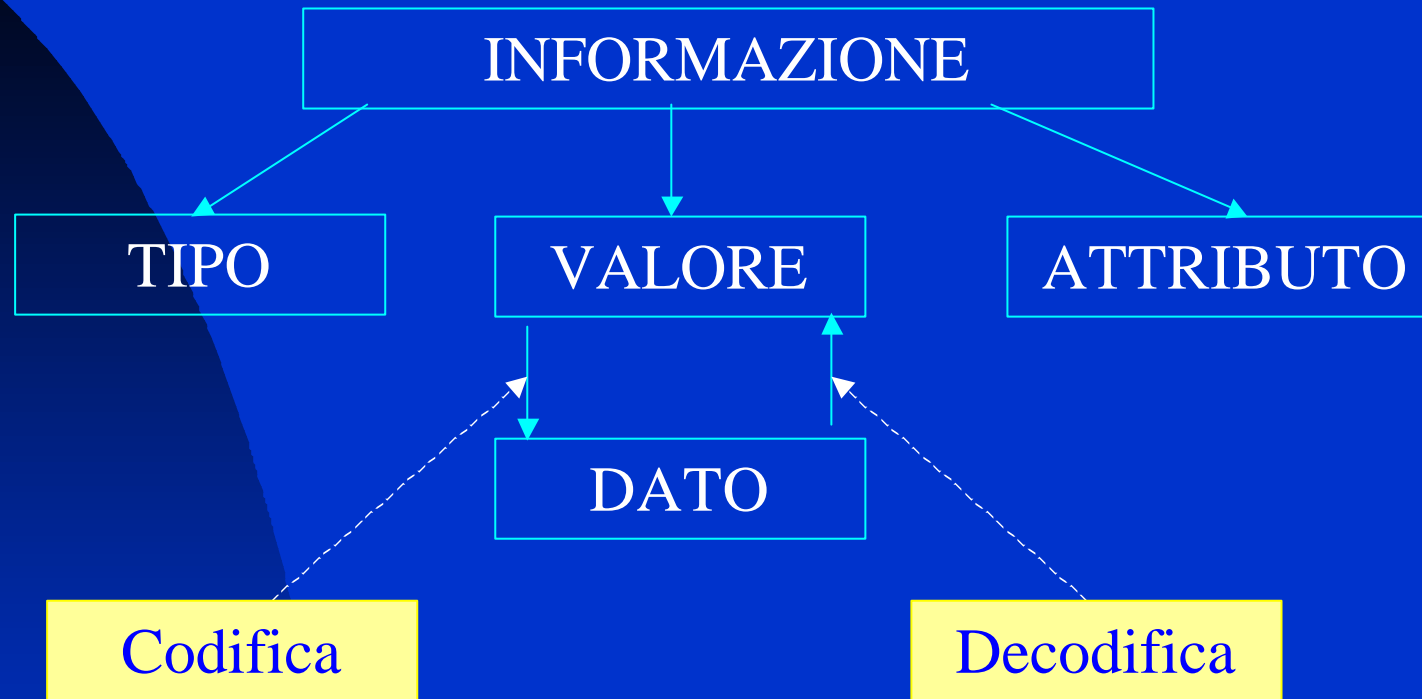 INFORMAZIONE
TIPO
VALORE
ATTRIBUTO
DATO
Codifica
Decodifica